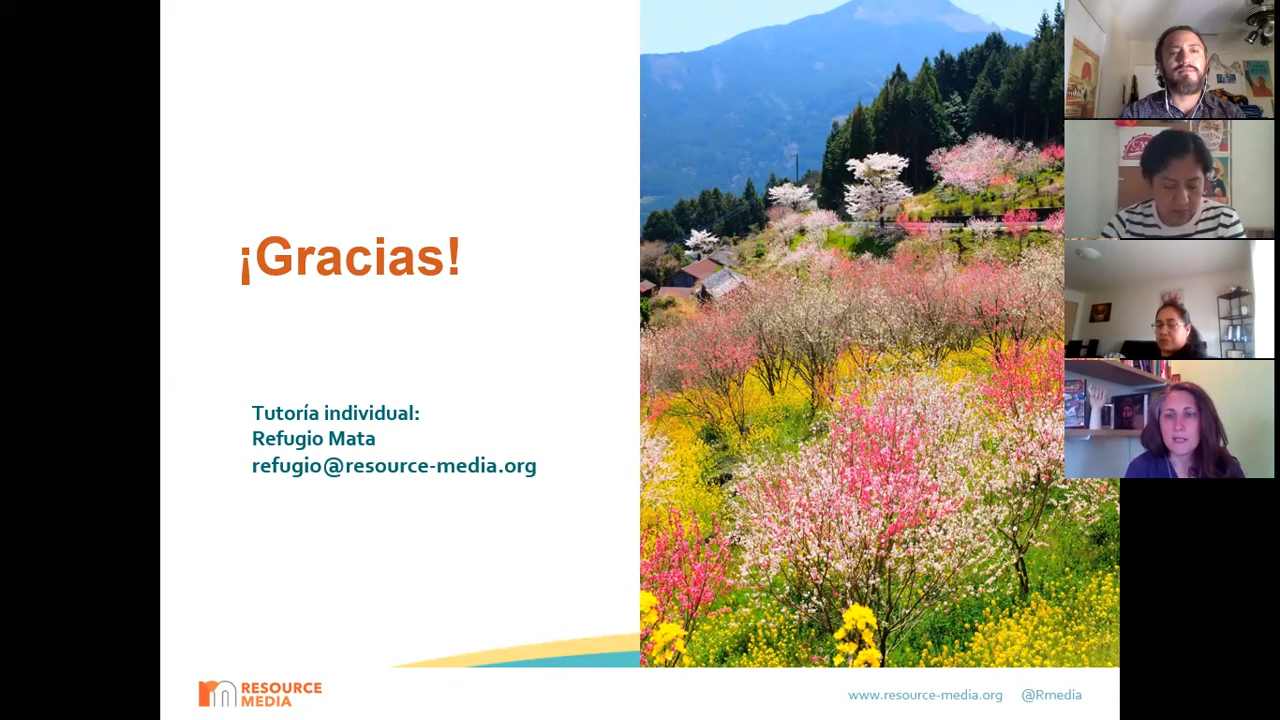 ¡Gracias!
Tutoría individual:
Refugio Mata
refugio@resource-media.org
RESOURCE
MEDIA
www.resource-media.org @Rmedia